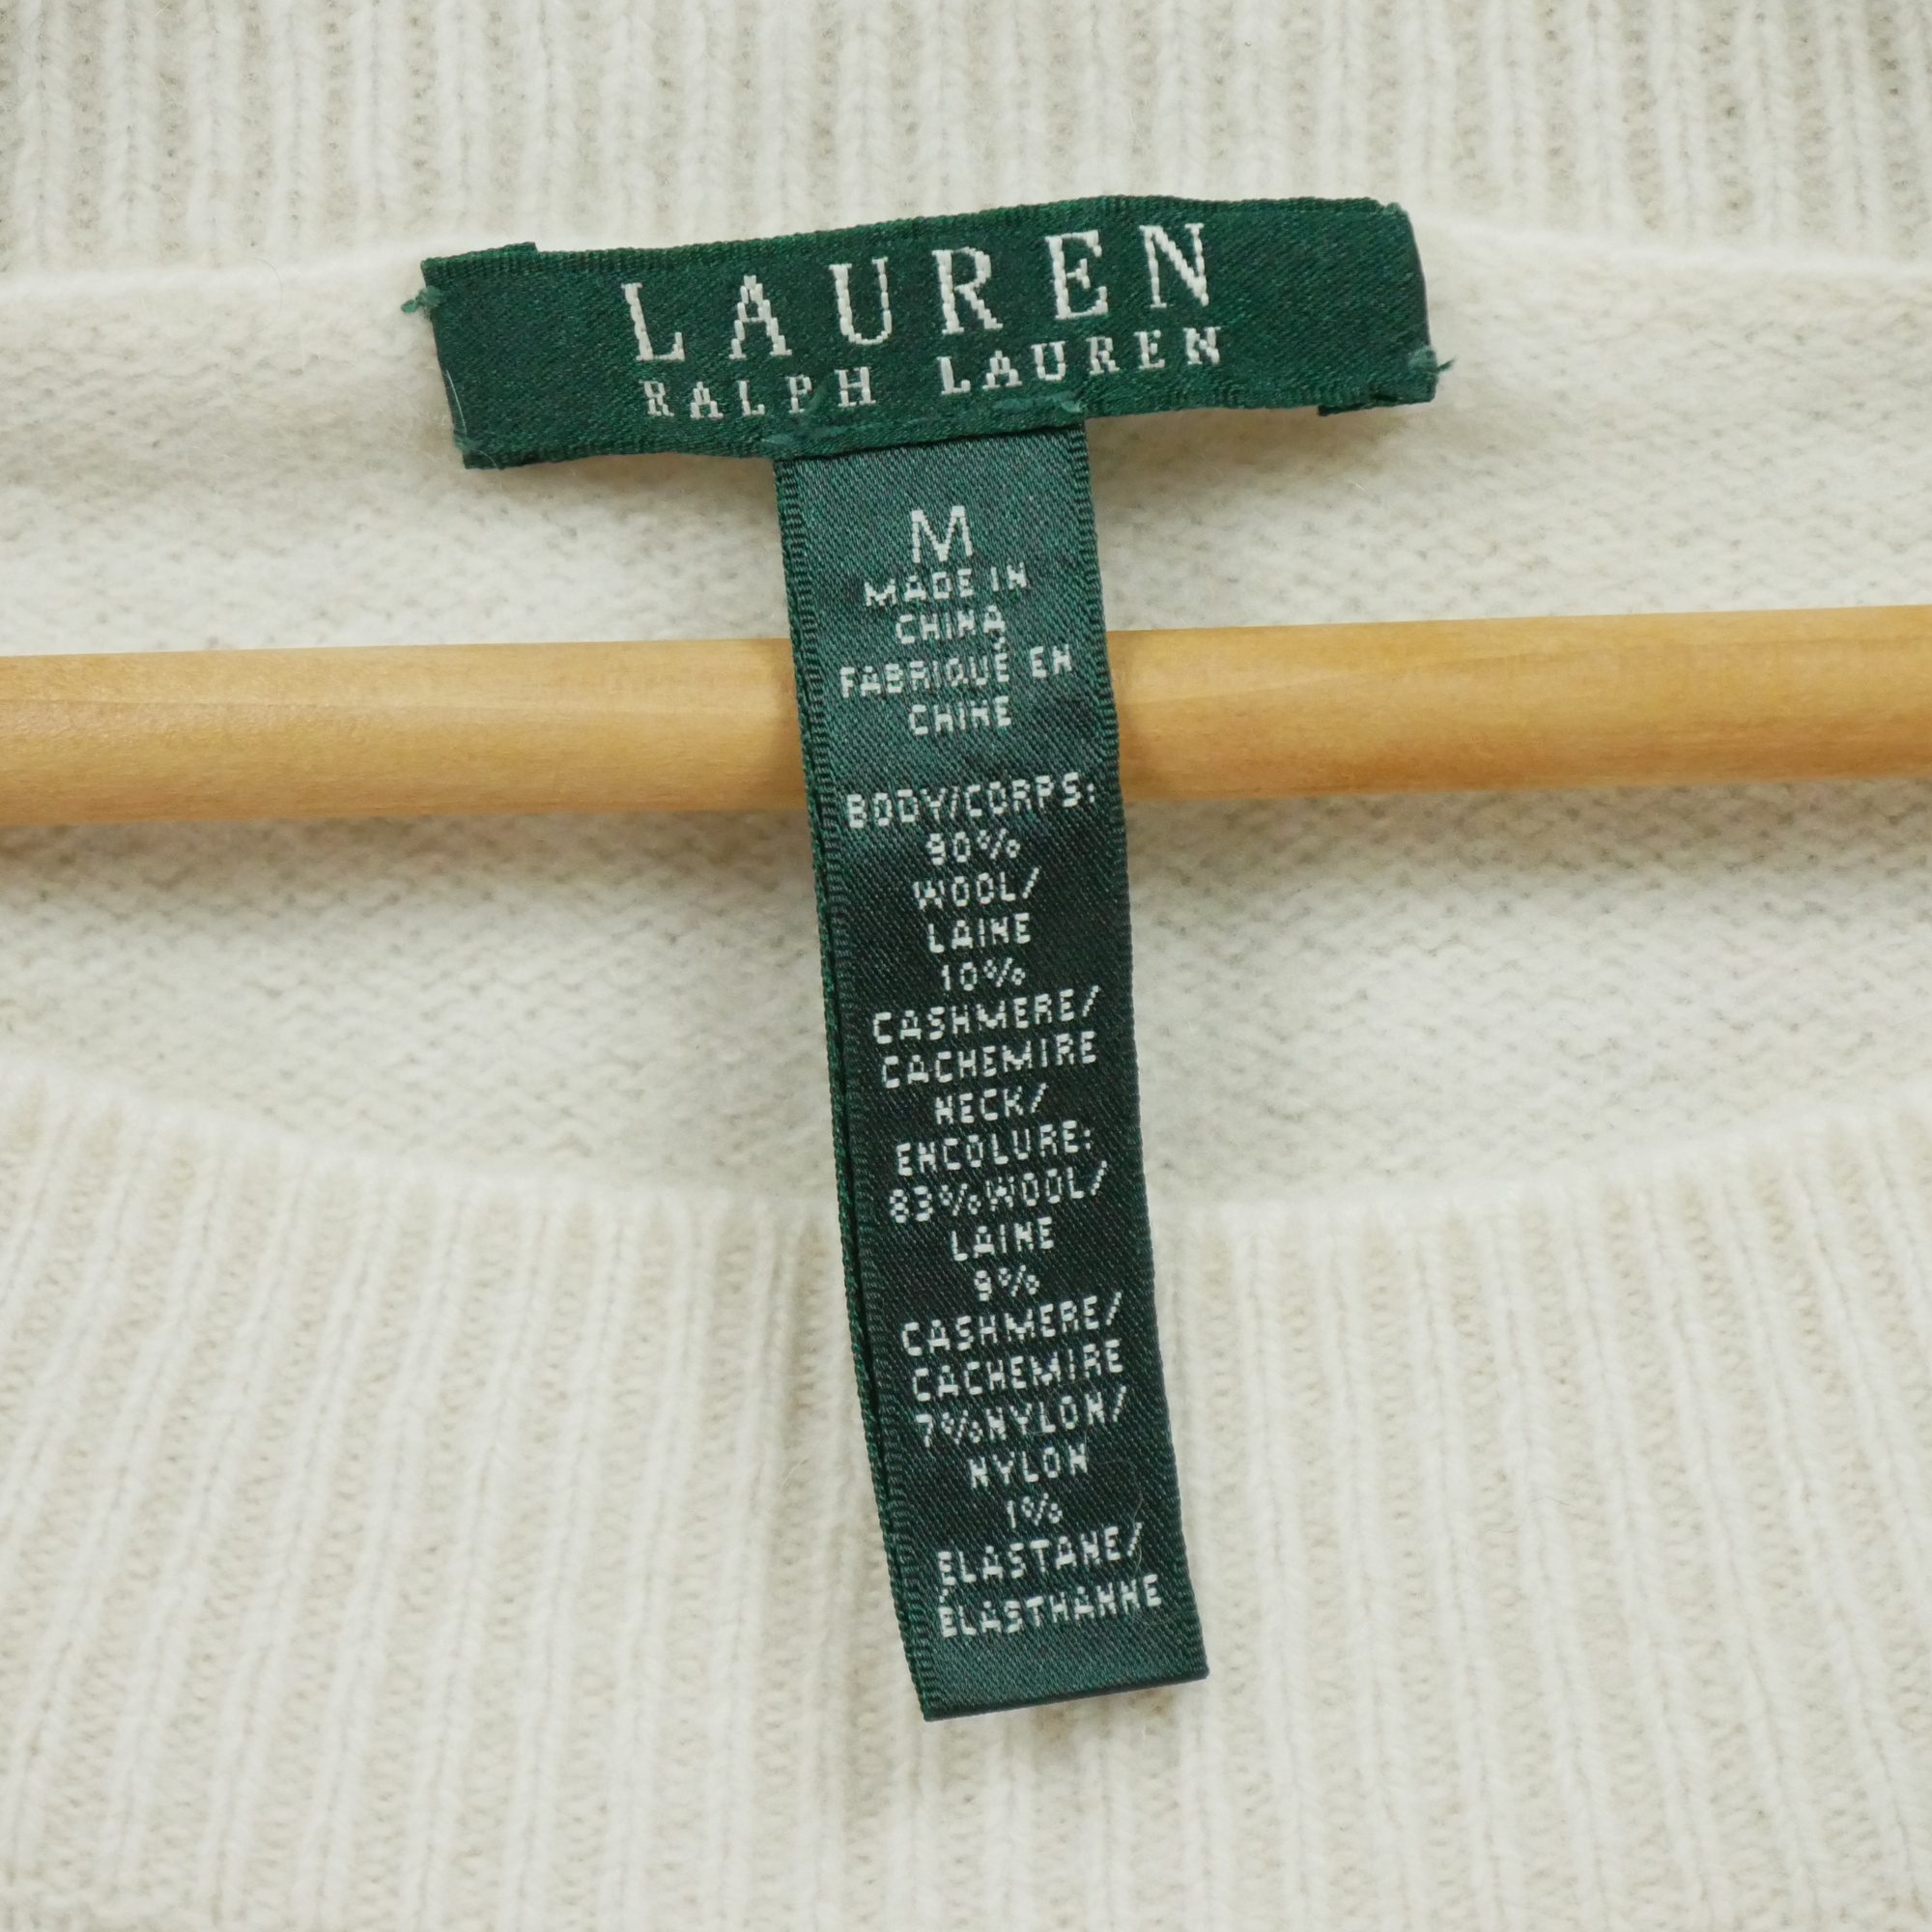 LAUREN
RALPH LAUREN
M
MADE IN
CHINA
FABRIQUÉ EN
CHINE
BODY/CORPS:
90%
WOOL/
LAINE
10%
CASHMERE/
CACHEMIRE
NECK/
ENCOLURE:
83%WOOL/
LAINE
9%
CASHMERE/
CACHEMIRE
7%NYLON/
NYLON
1%
ELASTANE/
ÉLASTHANNE